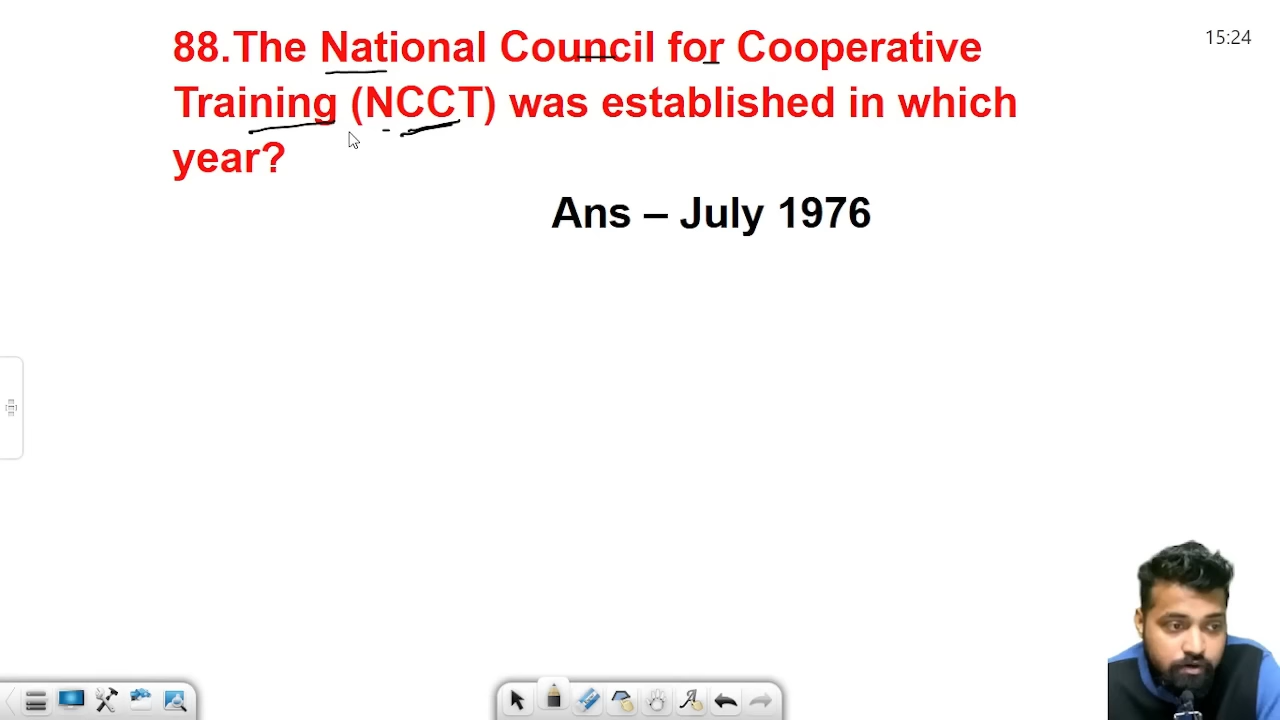 15:24
88.The National Council for Cooperative
Training (NCCT) was established in which
year?
Ans – July 1976